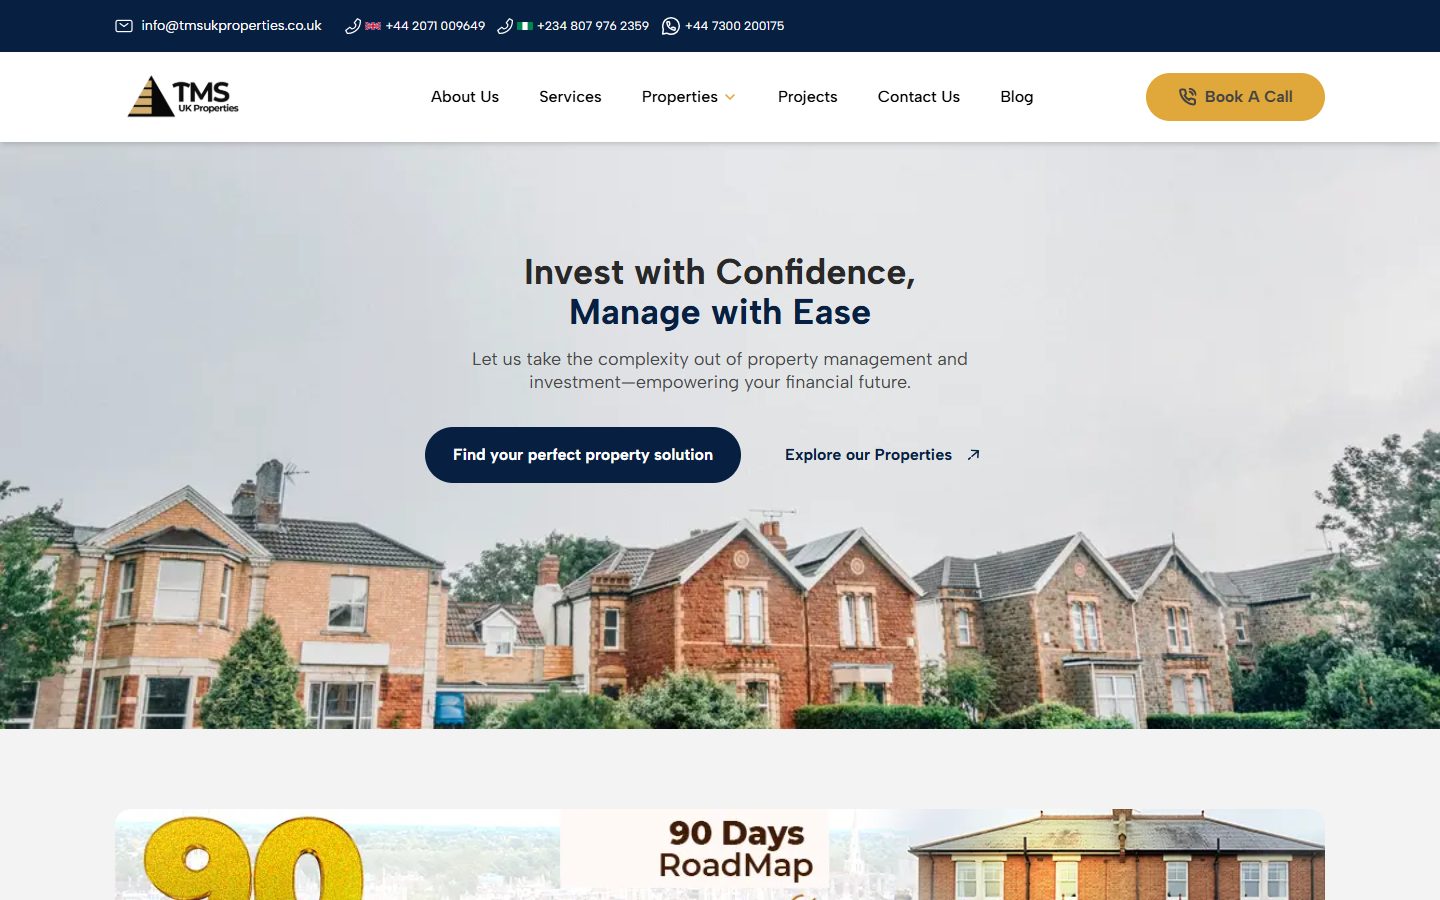 info@tmsukproperties.co.uk
+44 2071 009649
+234 807 976 2359
+44 7300 200175
TMS
UK Properties
About Us
Services
Properties
Projects
Contact Us
Blog
Book A Call
Invest with Confidence,
Manage with Ease
Let us take the complexity out of property management and
investment—empowering your financial future.
Find your perfect property solution
Explore our Properties
90
90 Days
RoadMap